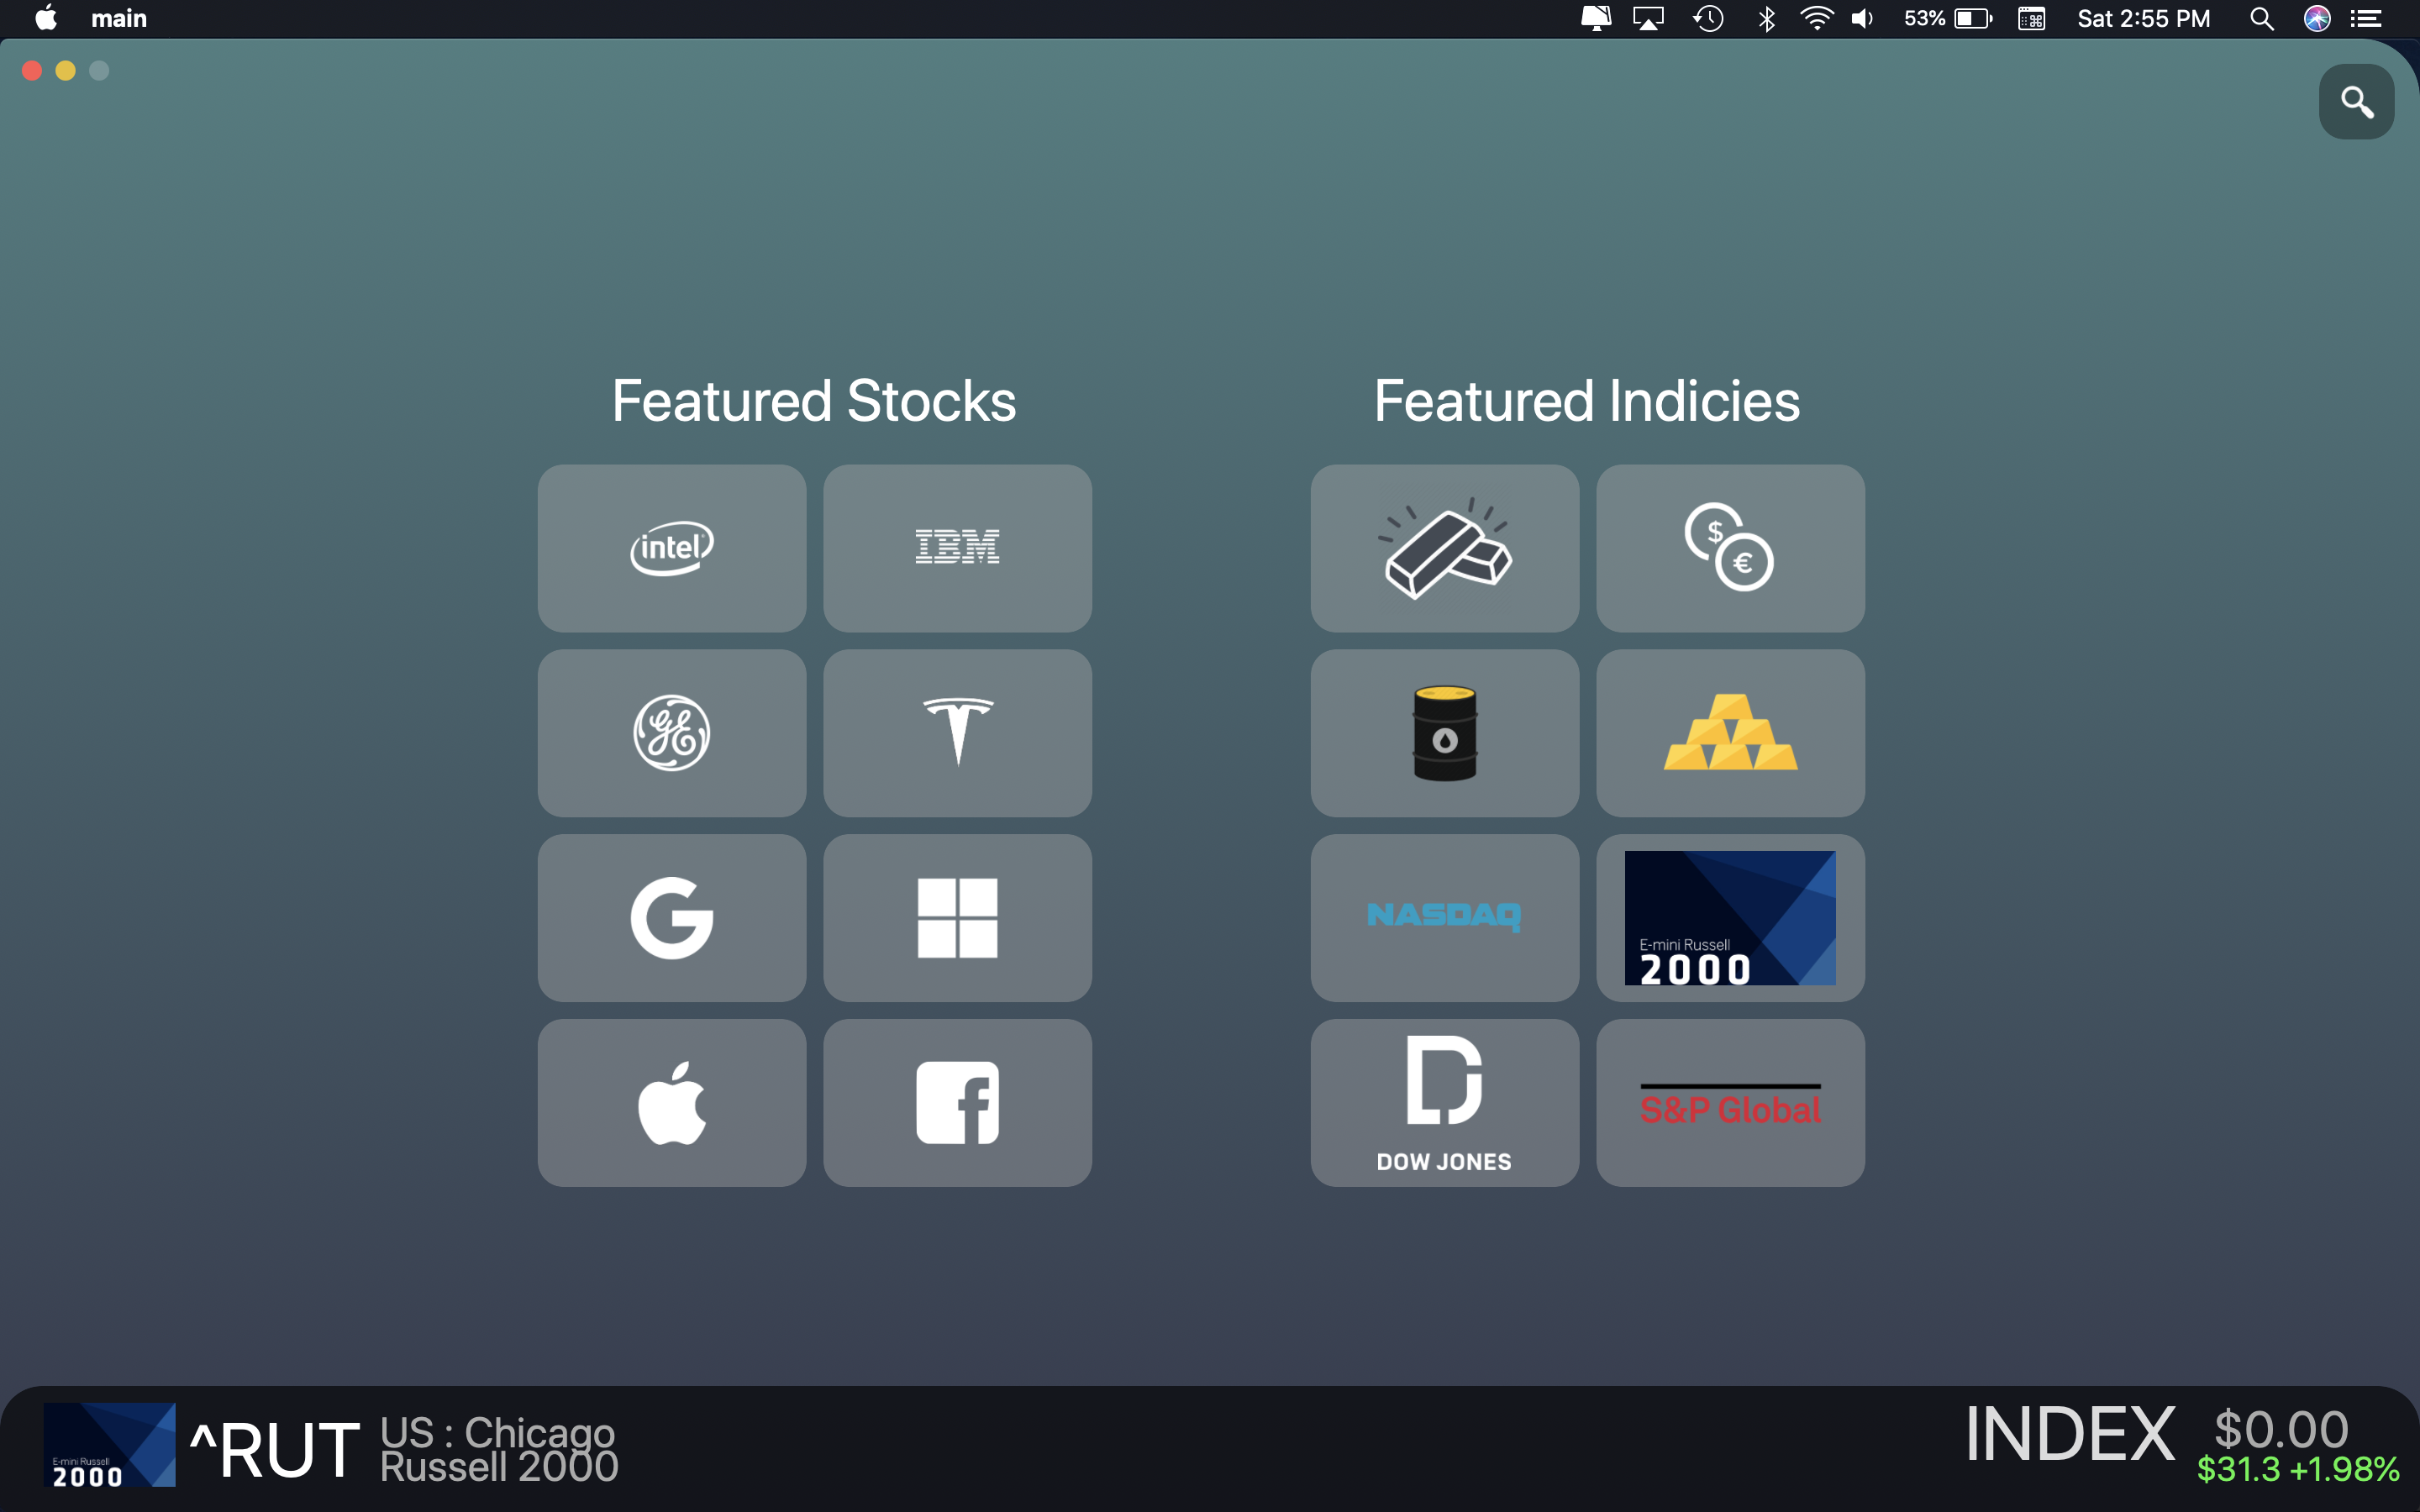 main
53%
Sat 2:55 PM
Featured Stocks
Featured Indicies
intel
IBM
$
€
GE
G
NASDAQ
E-mini Russell
2000
f
DOW JONES
S&P Global
E-mini Russell
2000
^RUT
US : Chicago
Russell 2000
INDEX
$0.00
$31.3 +1.98%